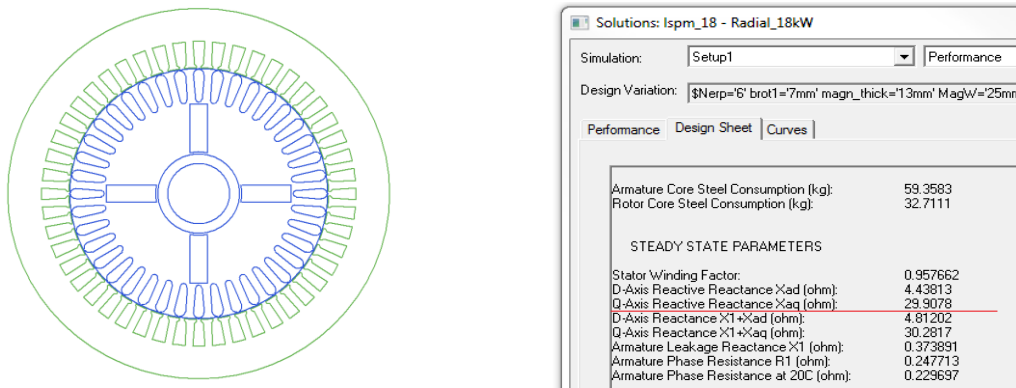 Solutions: lspm_18 - Radial_18kW
Simulation: Setup1 Performance
Design Variation: $Nerp='6' brot1='7mm' magn_thick='13mm' MagW='25mm
Performance Design Sheet Curves
Armature Core Steel Consumption (kg): 59.3583
Rotor Core Steel Consumption (kg): 32.7111
STEADY STATE PARAMETERS
Stator Winding Factor: 0.957662
D-Axis Reactive Reactance Xad (ohm): 4.43813
Q-Axis Reactive Reactance Xaq (ohm): 29.9078
D-Axis Reactance X1+Xad (ohm): 4.81202
Q-Axis Reactance X1+Xaq (ohm): 30.2817
Armature Leakage Reactance X1 (ohm): 0.373891
Armature Phase Resistance R1 (ohm): 0.247713
Armature Phase Resistance at 20C (ohm): 0.229697